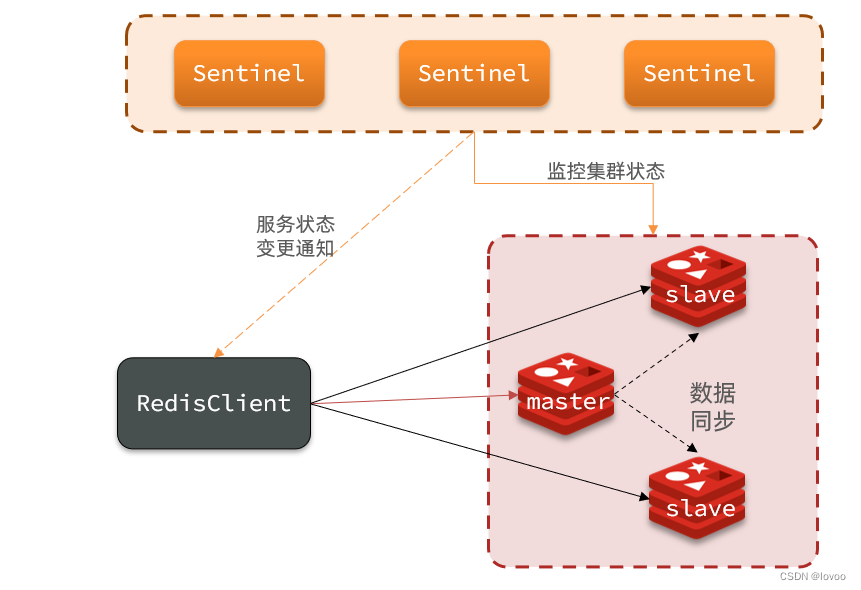 Sentinel
Sentinel
Sentinel
监控集群状态
服务状态
变更通知
slave
RedisClient
master
数据
同步
slave
CSDN @lovoo